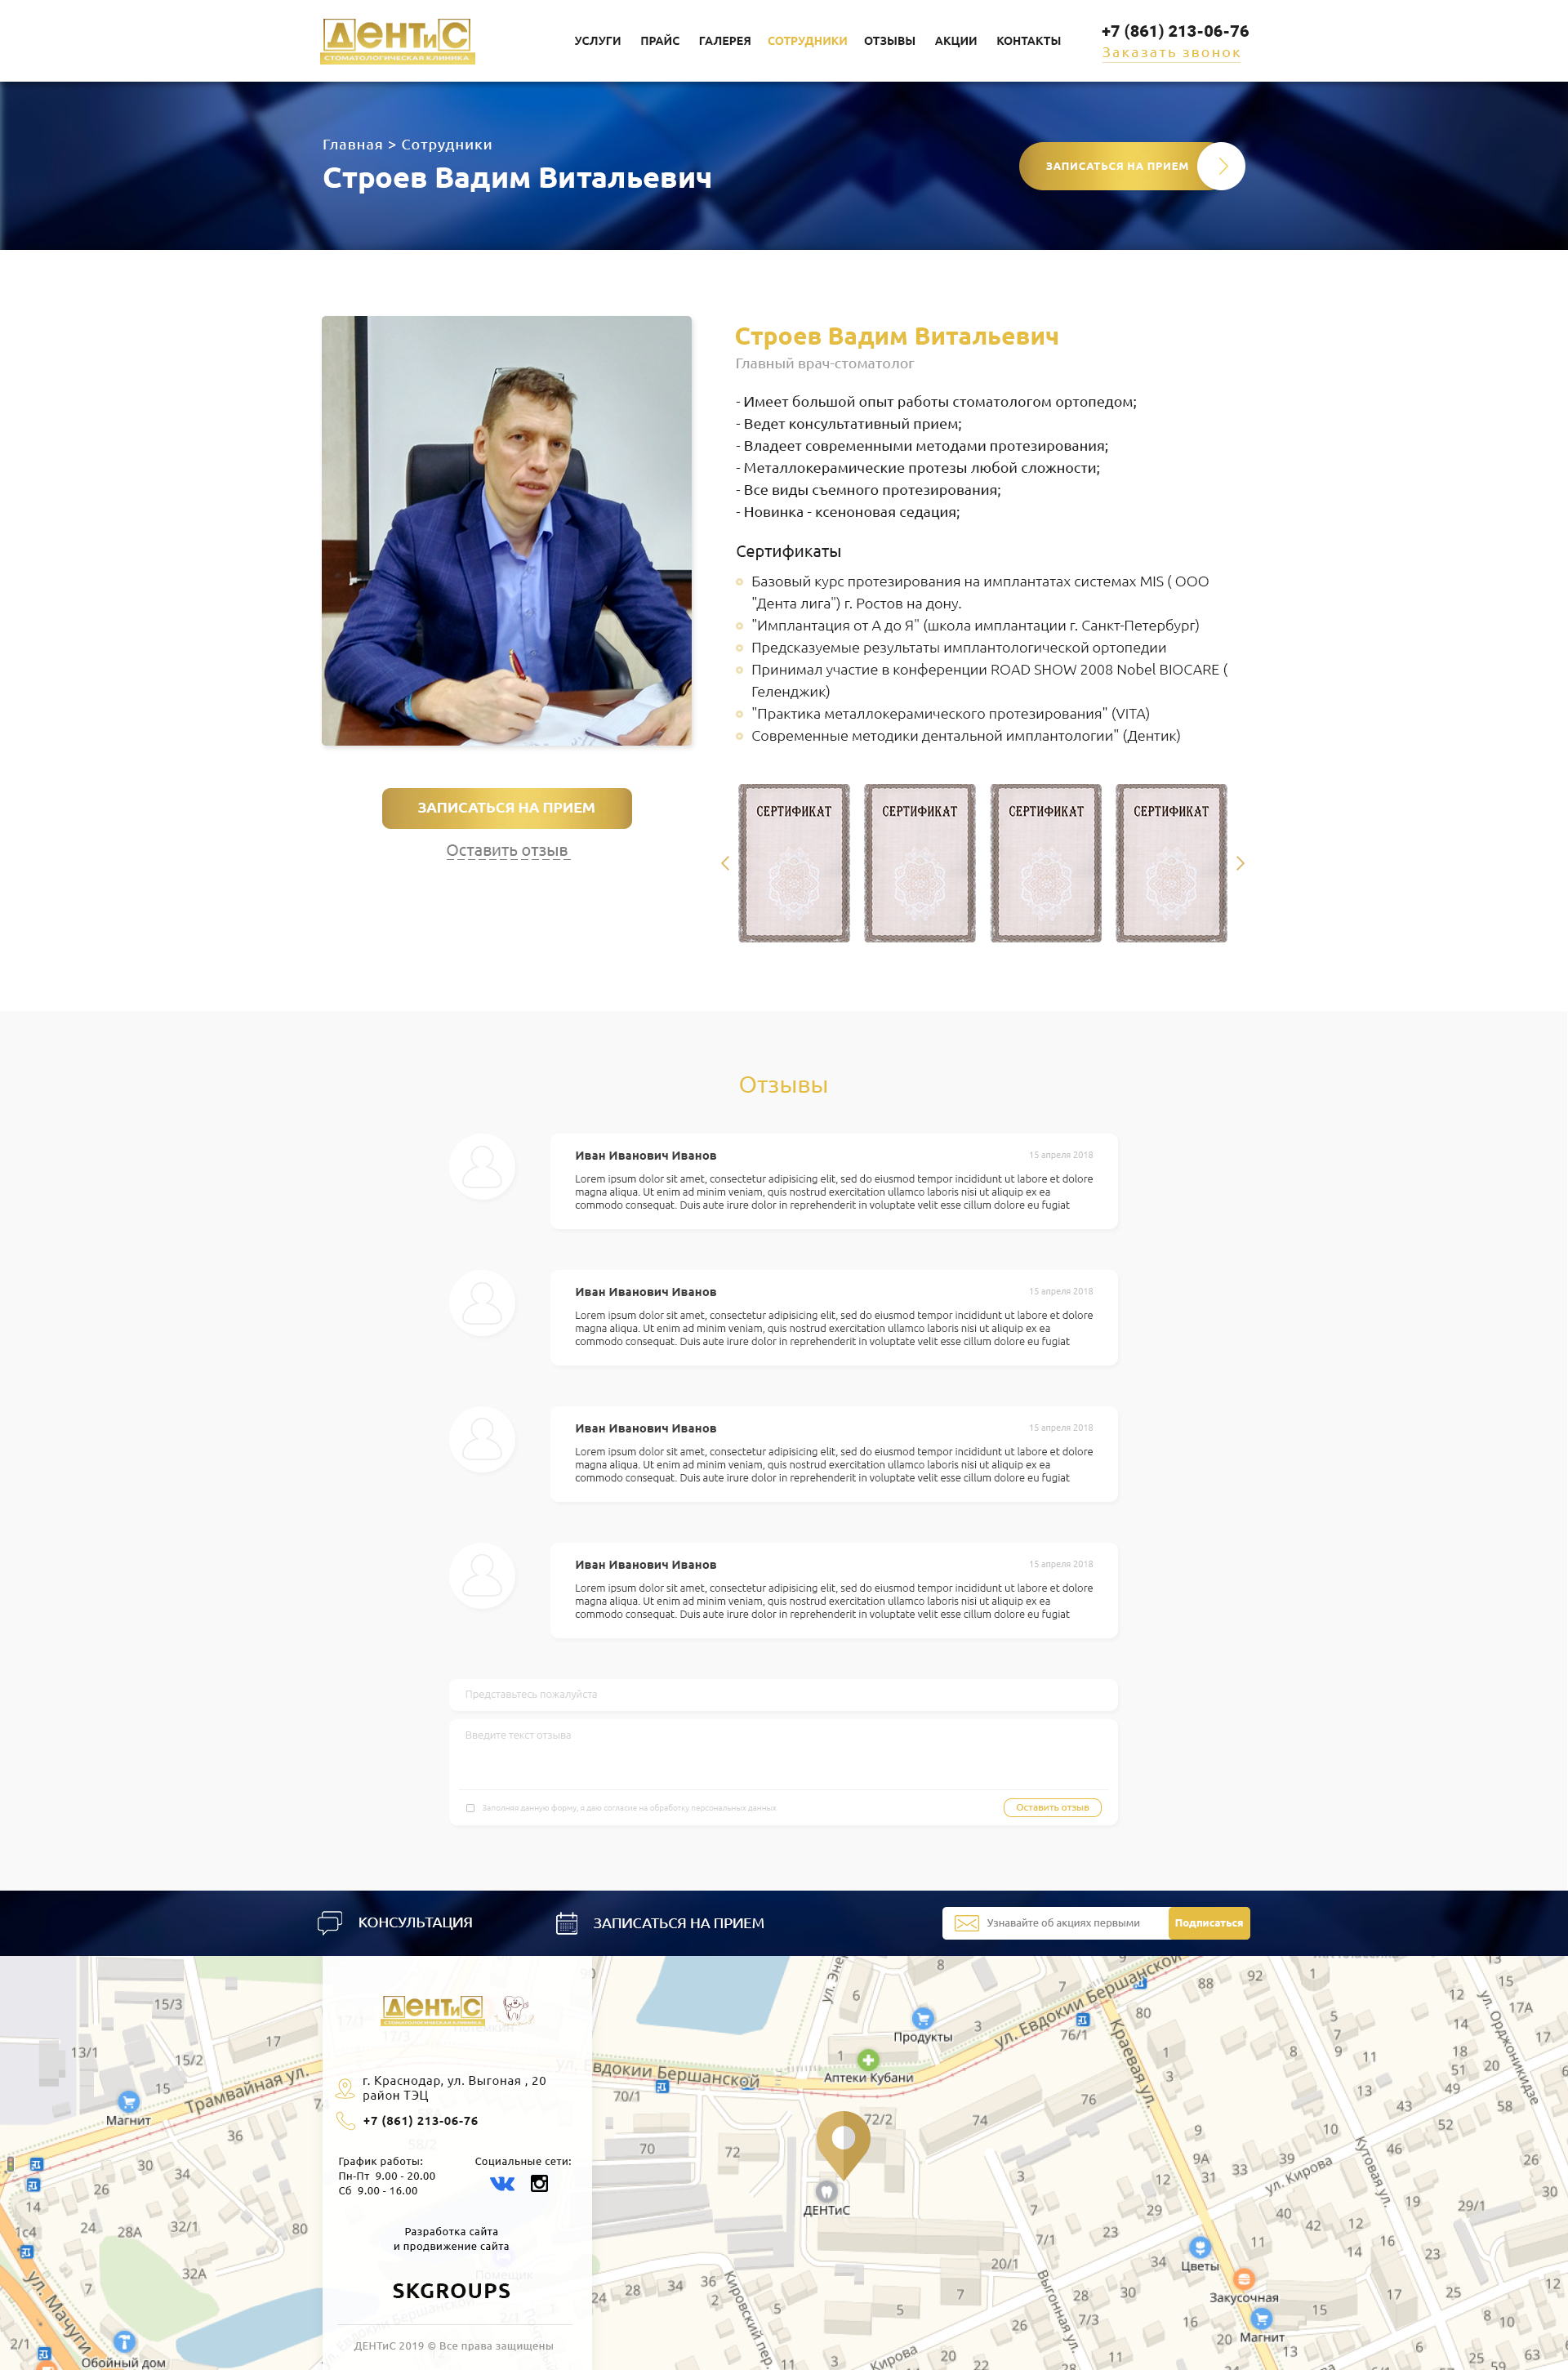 ДЕНТиС
СТОМАТОЛОГИЧЕСКАЯ КЛИНИКА
УСЛУГИ ПРАЙС ГАЛЕРЕЯ СОТРУДНИКИ ОТЗЫВЫ АКЦИИ КОНТАКТЫ
+7 (861) 213-06-76
Заказать звонок
Главная > Сотрудники
Строев Вадим Витальевич
ЗАПИСАТЬСЯ НА ПРИЕМ
Строев Вадим Витальевич
Главный врач-стоматолог
- Имеет большой опыт работы стоматологом ортопедом;
- Ведет консультативный прием;
- Владеет современными методами протезирования;
- Металлокерамические протезы любой сложности;
- Все виды съемного протезирования;
- Новинка - ксеноновая седация;
Сертификаты
Базовый курс протезирования на имплантатах системах MIS ( ООО
"Дента лига") г. Ростов на дону.
"Имплантация от А до Я" (школа имплантации г. Санкт-Петербург)
Предсказуемые результаты имплантологической ортопедии
Принимал участие в конференции ROAD SHOW 2008 Nobel BIOCARE (
Геленджик)
"Практика металлокерамического протезирования" (VITA)
Современные методики дентальной имплантологии" (Дентик)
ЗАПИСАТЬСЯ НА ПРИЕМ
Оставить отзыв
СЕРТИФИКАТ СЕРТИФИКАТ СЕРТИФИКАТ СЕРТИФИКАТ
Отзывы
Иван Иванович Иванов 15 апреля 2018
Lorem ipsum dolor sit amet, consectetur adipisicing elit, sed do eiusmod tempor incididunt ut labore et dolore
magna aliqua. Ut enim ad minim veniam, quis nostrud exercitation ullamco laboris nisi ut aliquip ex ea
commodo consequat. Duis aute irure dolor in reprehenderit in voluptate velit esse cillum dolore eu fugiat
Иван Иванович Иванов 15 апреля 2018
Lorem ipsum dolor sit amet, consectetur adipisicing elit, sed do eiusmod tempor incididunt ut labore et dolore
magna aliqua. Ut enim ad minim veniam, quis nostrud exercitation ullamco laboris nisi ut aliquip ex ea
commodo consequat. Duis aute irure dolor in reprehenderit in voluptate velit esse cillum dolore eu fugiat
Иван Иванович Иванов 15 апреля 2018
Lorem ipsum dolor sit amet, consectetur adipisicing elit, sed do eiusmod tempor incididunt ut labore et dolore
magna aliqua. Ut enim ad minim veniam, quis nostrud exercitation ullamco laboris nisi ut aliquip ex ea
commodo consequat. Duis aute irure dolor in reprehenderit in voluptate velit esse cillum dolore eu fugiat
Иван Иванович Иванов 15 апреля 2018
Lorem ipsum dolor sit amet, consectetur adipisicing elit, sed do eiusmod tempor incididunt ut labore et dolore
magna aliqua. Ut enim ad minim veniam, quis nostrud exercitation ullamco laboris nisi ut aliquip ex ea
commodo consequat. Duis aute irure dolor in reprehenderit in voluptate velit esse cillum dolore eu fugiat
Представьтесь пожалуйста
Введите текст отзыва
Заполняя данную форму, я даю согласие на обработку персональных данных
Оставить отзыв
КОНСУЛЬТАЦИЯ
ЗАПИСАТЬСЯ НА ПРИЕМ
Узнавайте об акциях первыми
Подписаться
ДЕНТиС
СТОМАТОЛОГИЧЕСКАЯ КЛИНИКА
г. Краснодар, ул. Выгоная , 20
район ТЭЦ
+7 (861) 213-06-76
График работы:
Пн-Пт 9.00 - 20.00
Сб 9.00 - 16.00
Социальные сети:
Разработка сайта
и продвижение сайта
SKGROUPS
ДЕНТиС 2019 © Все права защищены
Трамвайная ул.
Магнит
ул. Мачуги
Обойный дом
ул. Евдокии Бершанской
Продукты
Аптеки Кубани
ул. Евдокии Бершанской
Краевая ул.
ул. Орджоникидзе
ДЕНТиС
ул. Кирова
Кутовая ул.
Цветы
Закусочная
Магнит
Кировский пер.
Выгонная ул.
Кирова